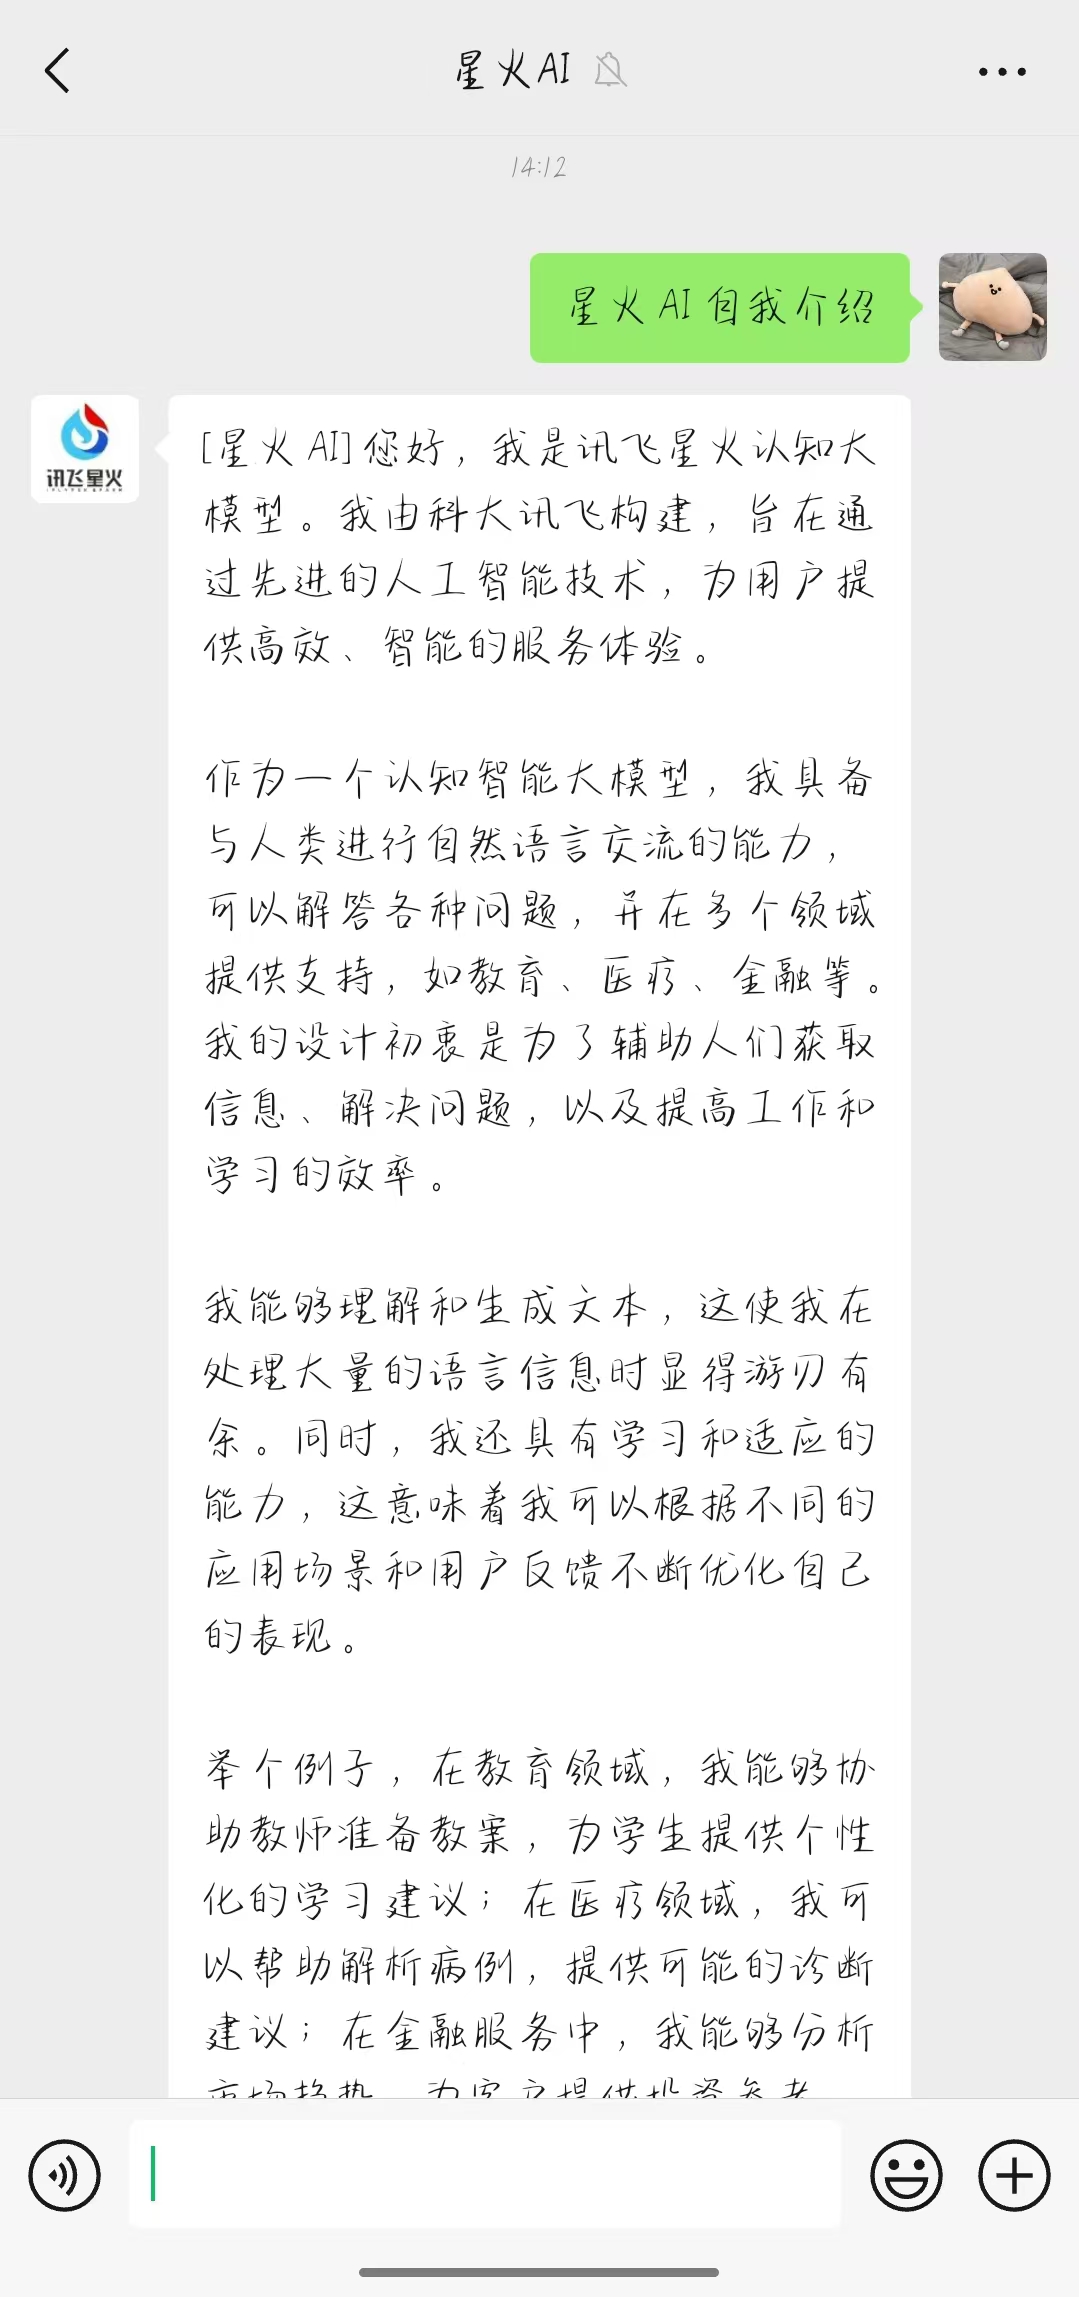 星火AI
14:12
星火AI自我介绍
讯飞星火
[星火AI]您好，我是讯飞星火认知大
模型。我由科大讯飞构建，旨在通
过先进的人工智能技术，为用户提
供高效、智能的服务体验。
作为一个认知智能大模型，我具备
与人类进行自然语言交流的能力，
可以解答各种问题，并在多个领域
提供支持，如教育、医疗、金融等。
我的设计初衷是为了辅助人们获取
信息、解决问题，以及提高工作和
学习的效率。
我能够理解和生成文本，这使我在
处理大量的语言信息时显得游刃有
余。同时，我还具有学习和适应的
能力，这意味着我可以根据不同的
应用场景和用户反馈不断优化自己
的表现。
举个例子，在教育领域，我能够协
助教师准备教案，为学生提供个性
化的学习建议；在医疗领域，我可
以帮助解析病例，提供可能的诊断
建议；在金融服务中，我能够分析
市场趋势，为客户提供投资参考。